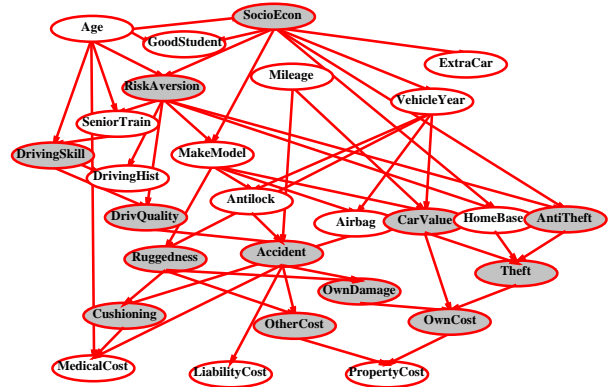 SocioEcon
Age
GoodStudent
ExtraCar
Mileage
RiskAversion
VehicleYear
SeniorTrain
DrivingSkill
MakeModel
DrivingHist
Antilock
DrivQuality
Airbag
CarValue
HomeBase
AntiTheft
Ruggedness
Accident
Theft
OwnDamage
Cushioning
OtherCost
OwnCost
MedicalCost
LiabilityCost
PropertyCost